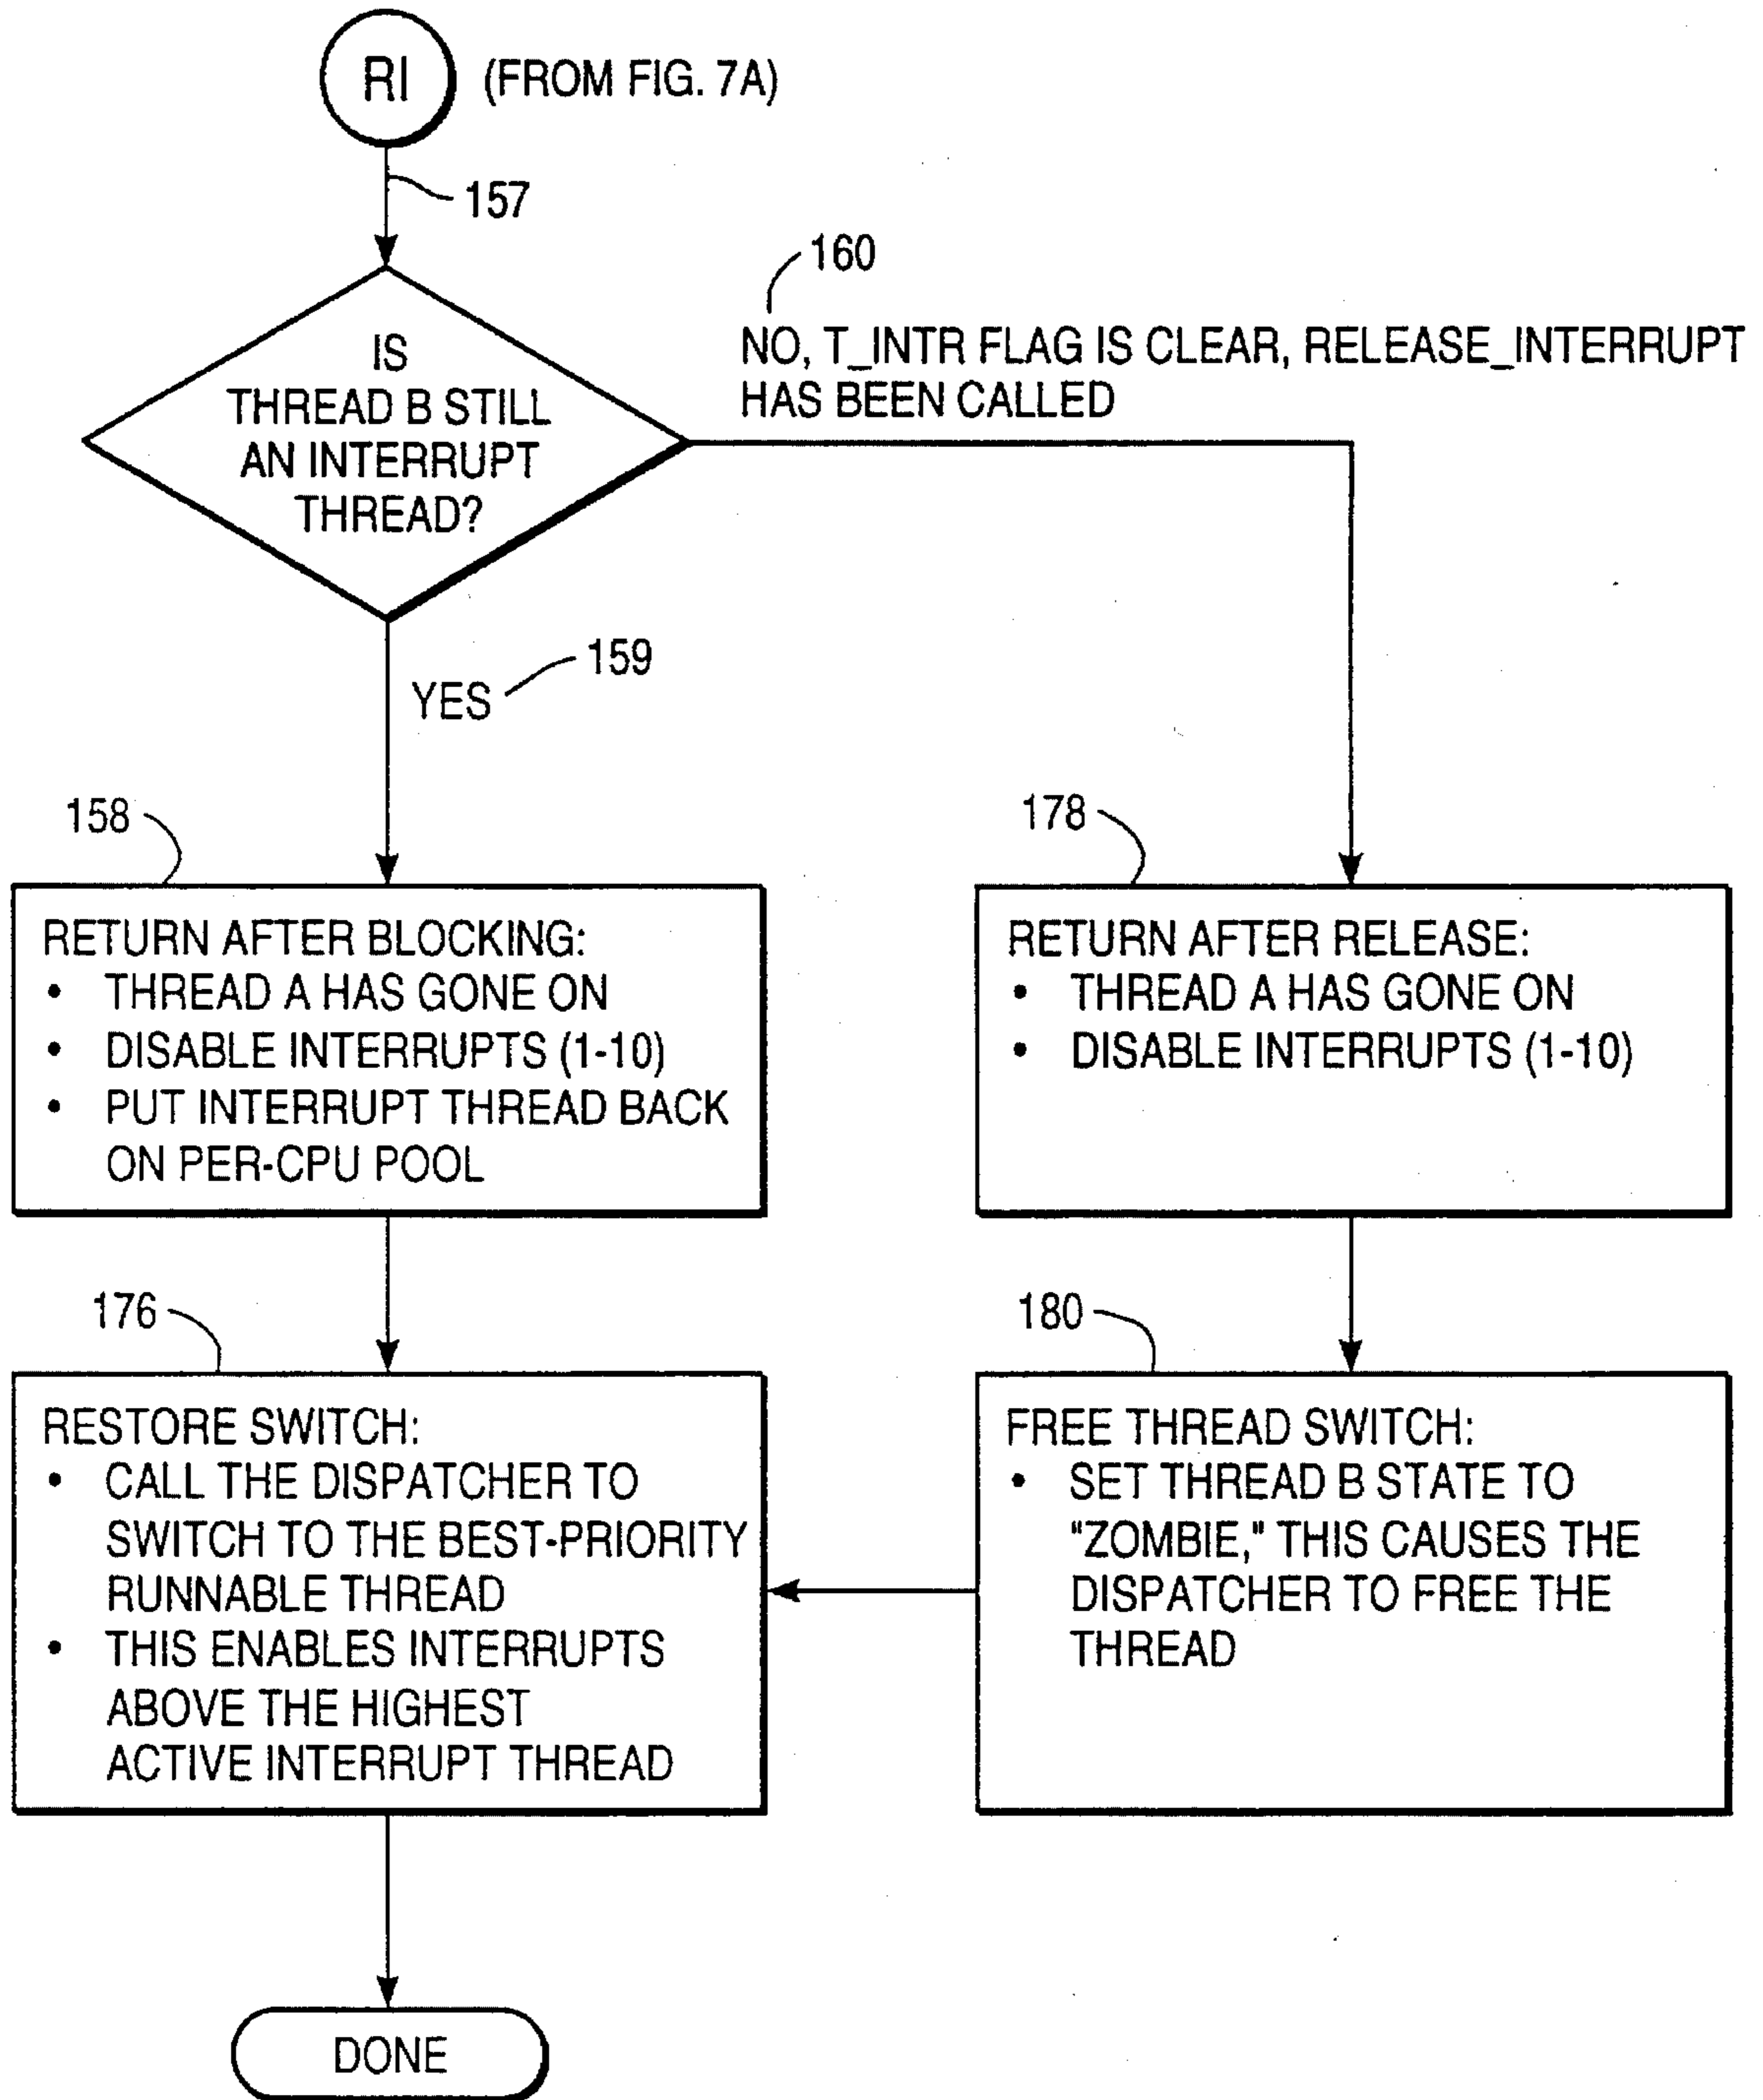 RI
(FROM FIG. 7A)
157
160
IS
THREAD B STILL
AN INTERRUPT
THREAD?
NO, T_INTR FLAG IS CLEAR, RELEASE_INTERRUPT
HAS BEEN CALLED
159
YES
158
RETURN AFTER BLOCKING:
• THREAD A HAS GONE ON
• DISABLE INTERRUPTS (1-10)
• PUT INTERRUPT THREAD BACK
ON PER-CPU POOL
178
RETURN AFTER RELEASE:
• THREAD A HAS GONE ON
• DISABLE INTERRUPTS (1-10)
176
RESTORE SWITCH:
• CALL THE DISPATCHER TO
SWITCH TO THE BEST-PRIORITY
RUNNABLE THREAD
• THIS ENABLES INTERRUPTS
ABOVE THE HIGHEST
ACTIVE INTERRUPT THREAD
180
FREE THREAD SWITCH:
• SET THREAD B STATE TO
"ZOMBIE," THIS CAUSES THE
DISPATCHER TO FREE THE
THREAD
DONE